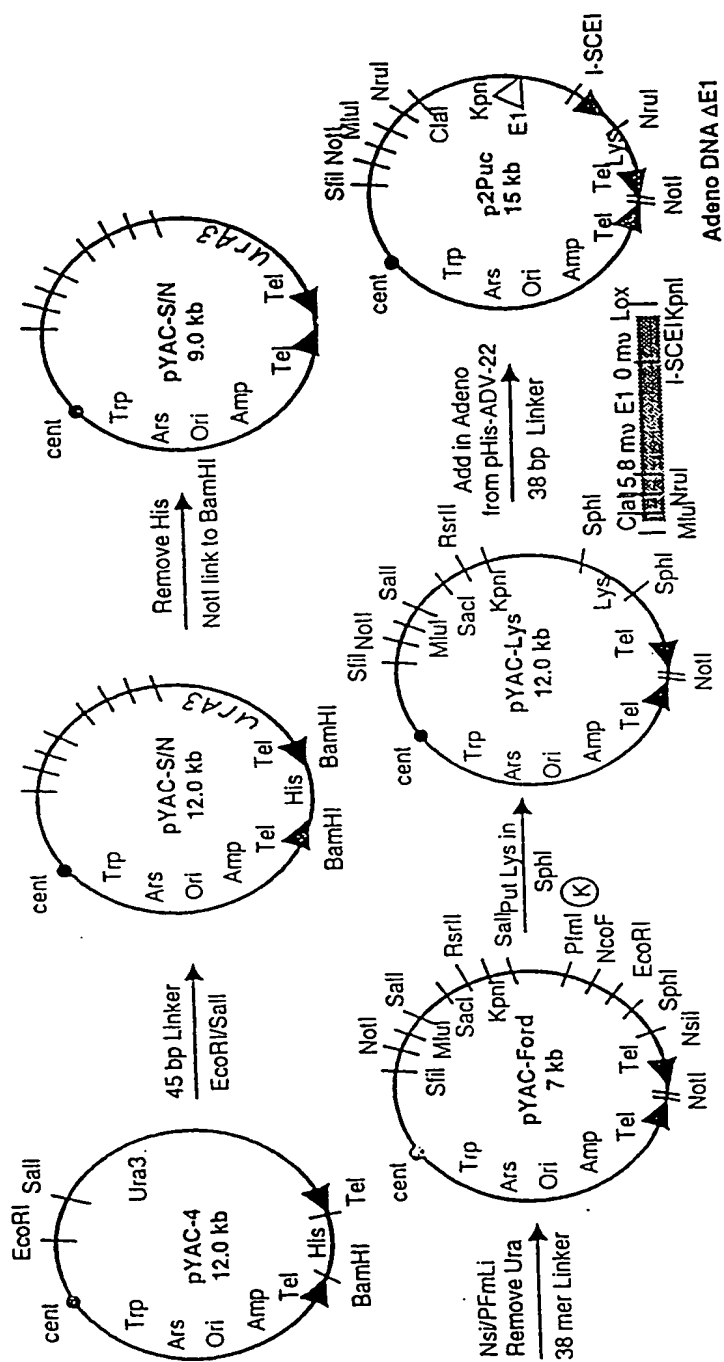 EcoRI
SalI
cent
Ura3
Trp
pYAC-4
12.0 kb
Ars
Ori
Amp
Tel
His
Tel
BamHI
45 bp Linker
EcoRI/SalI
cent
Trp
urA3
pYAC-S/N
12.0 kb
Ars
Ori
Amp
Tel
Tel
His
BamHI
BamHI
Remove His
NotI link to BamHI
cent
Trp
urA3
pYAC-S/N
9.0 kb
Ars
Ori
Amp
Tel
Tel
Nsi/PFmLi
Remove Ura
38 mer Linker
NotI
SfiI
SalI
MluI
SacI
RsrII
KpnI
SalI
cent
Trp
pYAC-Ford
7 kb
Ars
Ori
Amp
Tel
Tel
PlmI
K
NcoF
EcoRI
SphI
NsiI
NotI
Put Lys in
SphI
SfiI
NotI
SalI
MluI
SacI
RsrII
KpnI
cent
Trp
pYAC-Lys
12.0 kb
Ars
Ori
Amp
Tel
Tel
SphI
Lys
SphI
NotI
Add in Adeno
from pHis-ADV-22
38 bp Linker
ClaI 5.8 mu E1 0 mu Lox
MluI
NruI
I-SCEI
KpnI
SfiI
NotI
MluI
NruI
ClaI
KpnI
E1
I-SCEI
cent
Trp
p2Puc
15 kb
Ars
Ori
Amp
Tel
Tel
Lys
NruI
NotI
Adeno DNA ΔE1